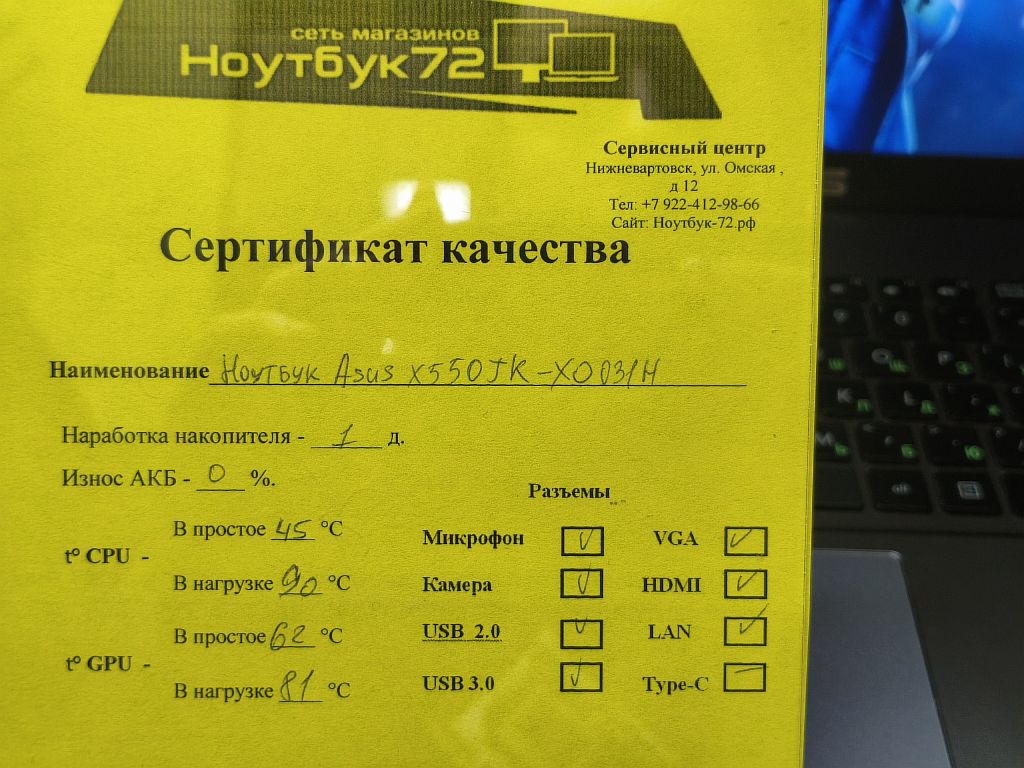 сеть магазинов
Ноутбук72
Сервисный центр
Нижневартовск, ул. Омская ,
д 12
Тел: +7 922-412-98-66
Сайт: Ноутбук-72.рф
Сертификат качества
Наименование Ноутбук Asus X550JK-XO031H
Наработка накопителя - 1 д.
Износ АКБ - 0 %.
Разъемы
t° CPU -
В простое 45 °C
В нагрузке 90 °C
t° GPU -
В простое 62 °C
В нагрузке 81 °C
Микрофон ✓ VGA ✓
Камера ✓ HDMI ✓
USB 2.0 ✓ LAN ✓
USB 3.0 ✓ Type-C –